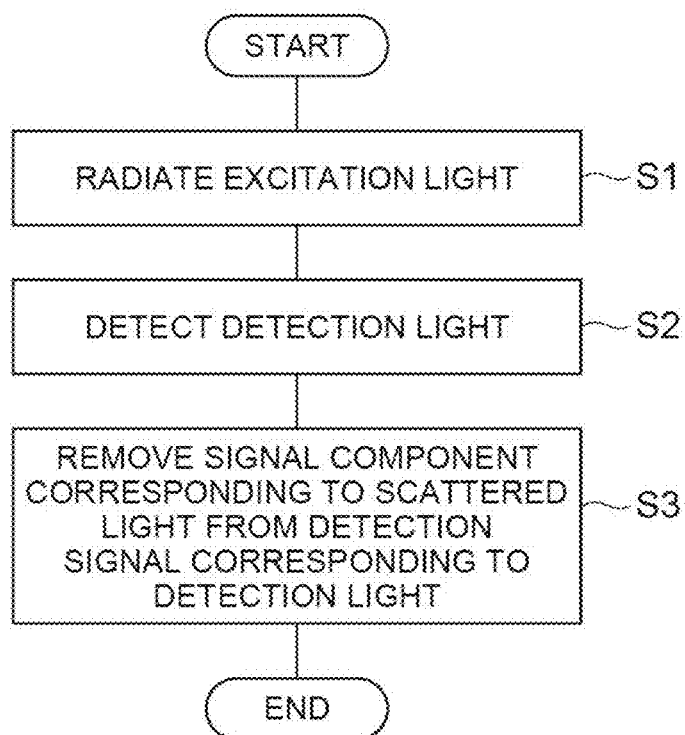 START
RADIATE EXCITATION LIGHT
S1
DETECT DETECTION LIGHT
S2
REMOVE SIGNAL COMPONENT
CORRESPONDING TO SCATTERED
LIGHT FROM DETECTION
SIGNAL CORRESPONDING TO
DETECTION LIGHT
S3
END